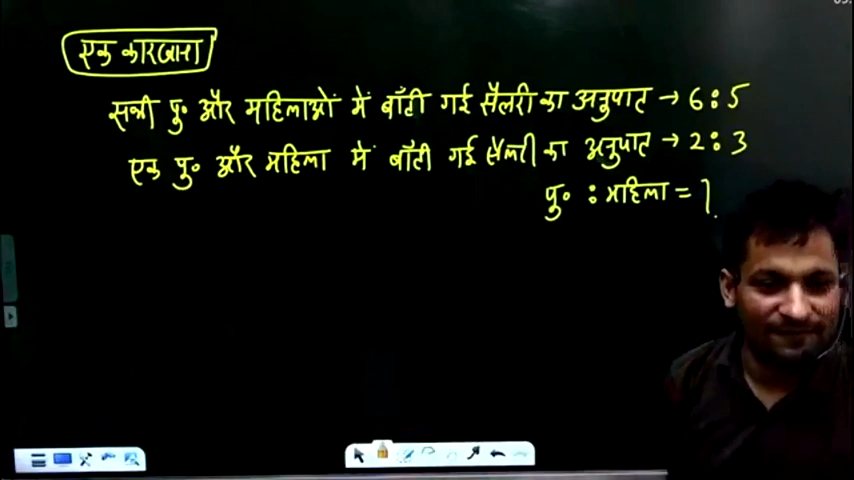 एक कारखाना
सभी पु० और महिलाओं में बाँटी गई सैलरी का अनुपात → 6:5
एक पु० और महिला में बाँटी गई सैलरी का अनुपात → 2:3
पु० : महिला = ?